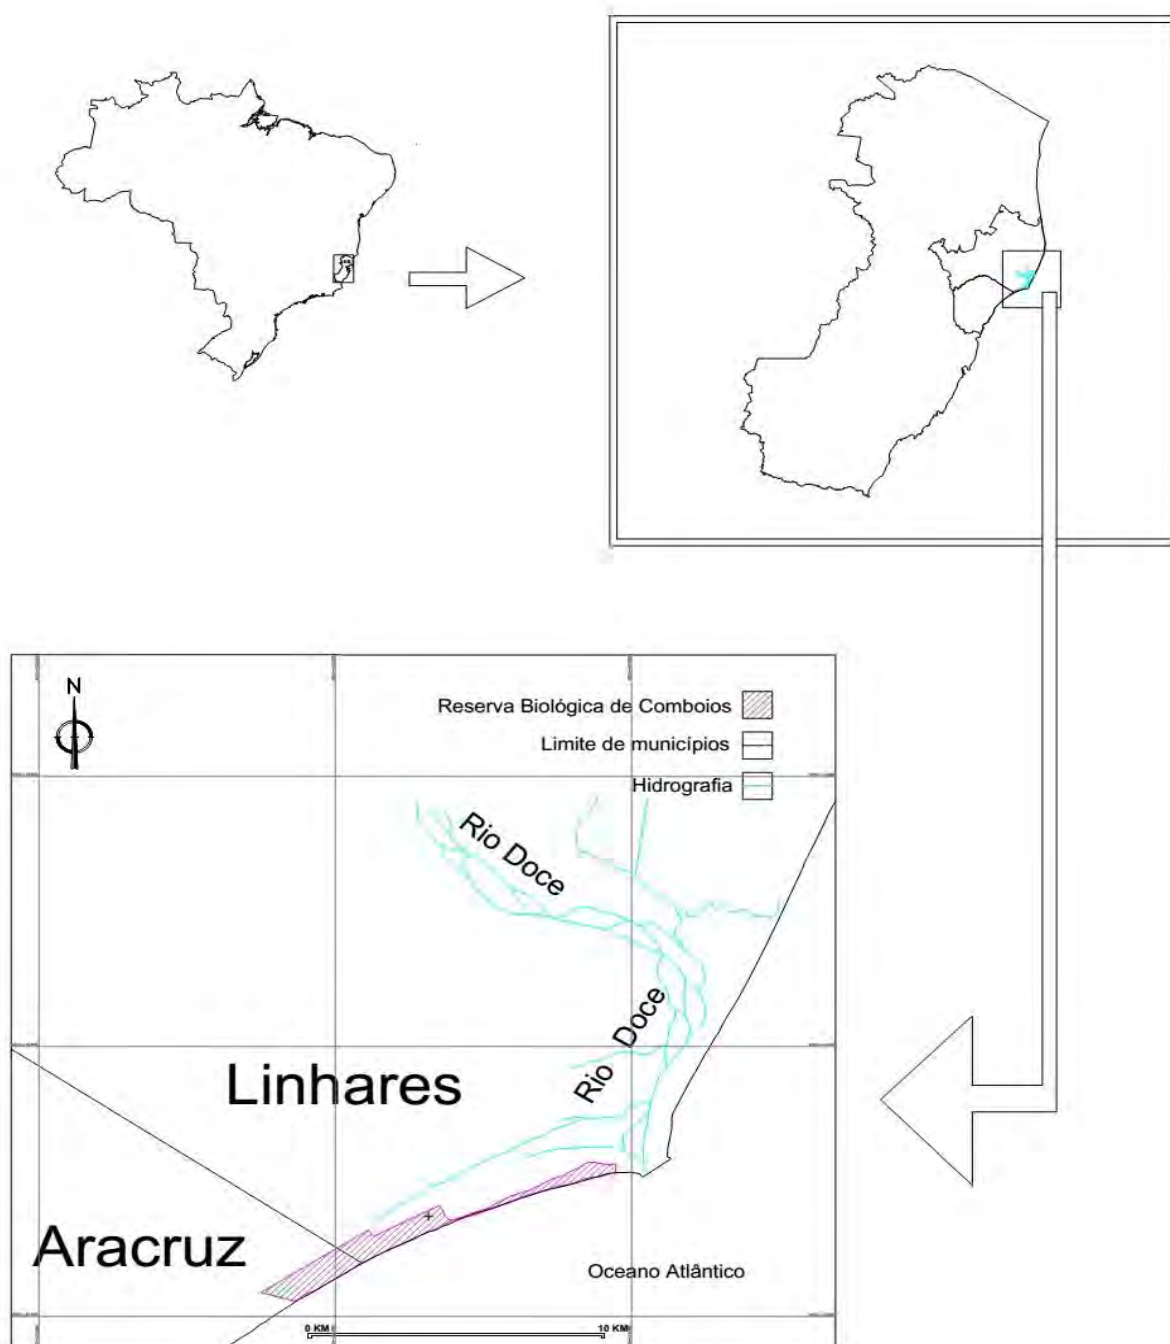 N
Reserva Biológica de Comboios
Limite de municípios
Hidrografia
Rio Doce
Rio Doce
Linhares
Aracruz
Oceano Atlântico
0 KM
10 KM